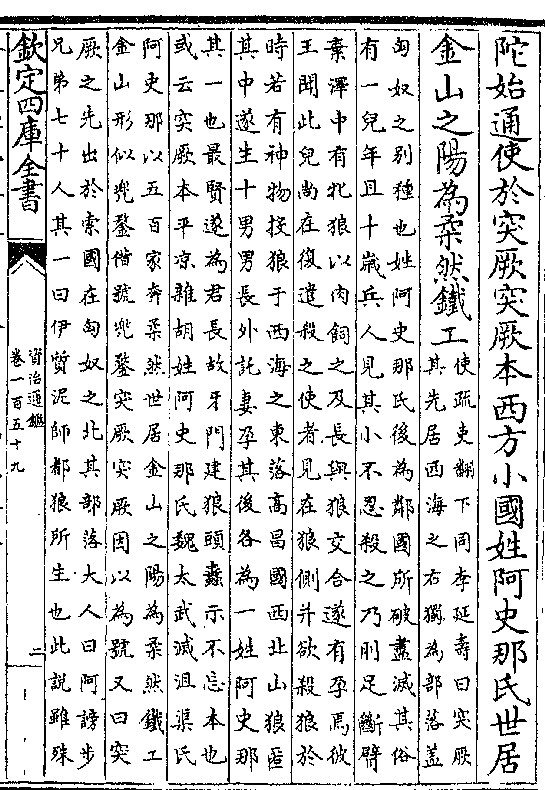 陀始通使於突厥突厥本西方小國姓阿史那氏世居
金山之陽為柔然鐵工
使疏吏翻下同李延壽曰突厥
其先居西海之右獨為部落蓋
匈奴之别種也姓阿史那氏後為鄰國所破盡滅其俗
有一兒年且十歲兵人見其小不忍殺之乃刖足斷臂
棄澤中有牝狼以肉飼之及長與狼交合遂有孕焉彼
王聞此兒尚在復遣殺之使者見在狼側并欲殺狼於
時若有神物投狼于西海之東落高昌國西北山狼匿
其中遂生十男男長外託妻孕其後各為一姓阿史那
其一也最賢遂為君長故牙門建狼頭纛示不忘本也
或云突厥本平凉雜胡姓阿史那氏魏太武滅沮渠氏
阿史那以五百家奔柔然世居金山之陽為柔然鐵工
金山形似兜鍪俗號兜鍪突厥突厥因以為號又曰突
厥之先出於索國在匈奴之北其部落大人曰阿謗步
兄弟七十人其一曰伊質泥師都狼所生也此說雖殊
欽定四庫全書
資治通鑑
卷一百五十九
二